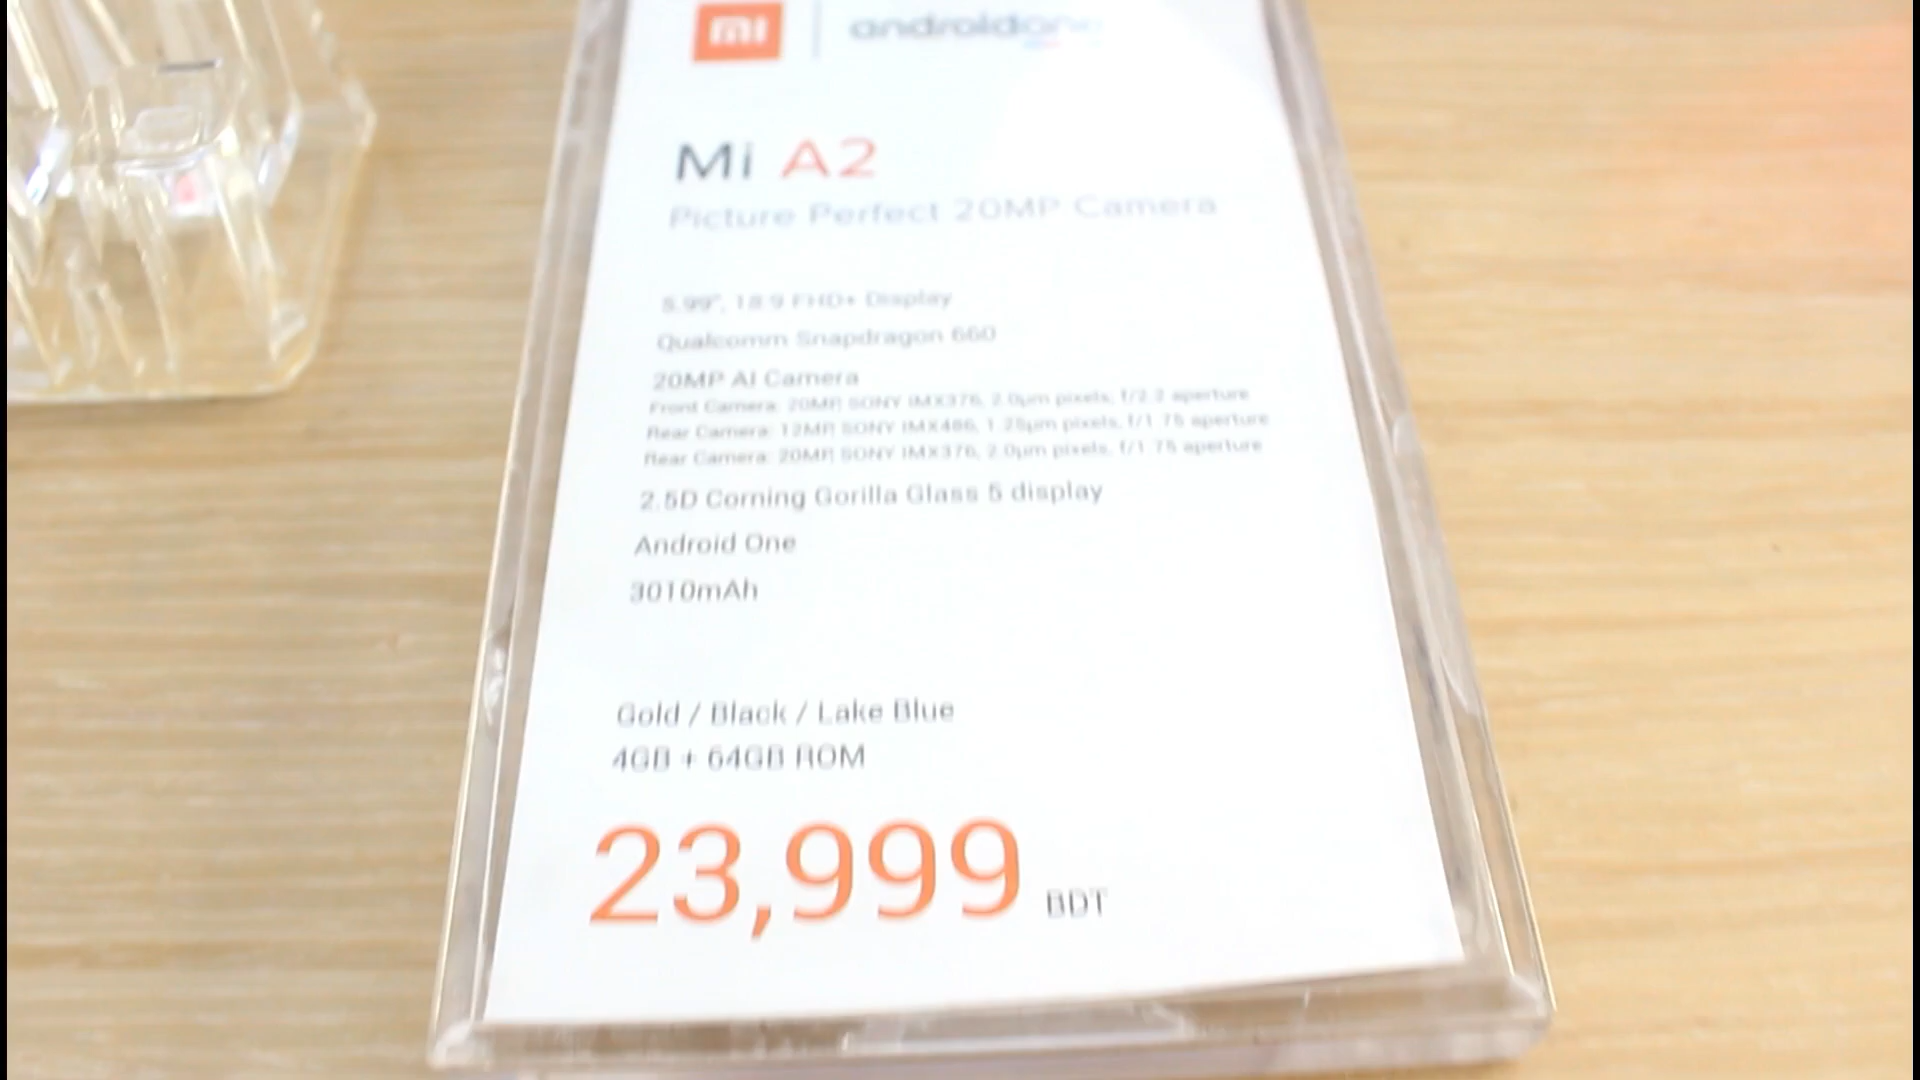 mi | androidone
Mi A2
Picture Perfect 20MP Camera
5.99", 18:9 FHD+ Display
Qualcomm Snapdragon 660
20MP AI Camera
Front Camera: 20MP, SONY IMX376, 2.0μm pixels, f/2.2 aperture
Rear Camera: 12MP, SONY IMX486, 1.25μm pixels, f/1.75 aperture
Rear Camera: 20MP, SONY IMX376, 2.0μm pixels, f/1.75 aperture
2.5D Corning Gorilla Glass 5 display
Android One
3010mAh
Gold / Black / Lake Blue
4GB + 64GB ROM
23,999 BDT